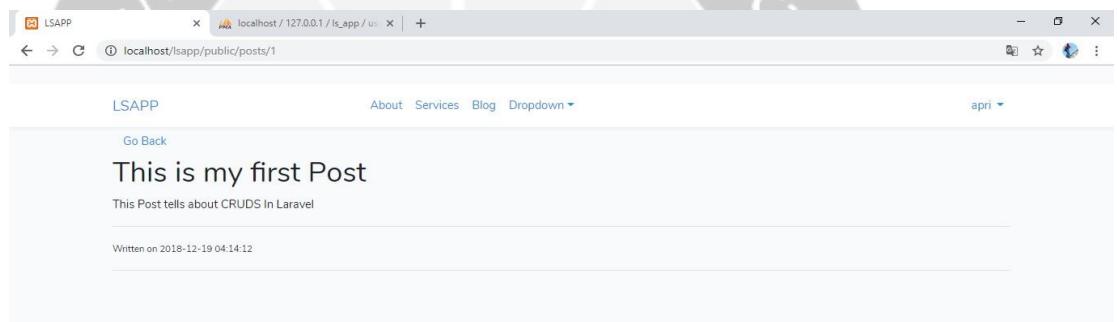 LSAPP
localhost / 127.0.0.1 / ls_app / us
localhost/lsapp/public/posts/1
LSAPP About Services Blog Dropdown apri
Go Back
This is my first Post
This Post tells about CRUDS In Laravel
Written on 2018-12-19 04:14:12